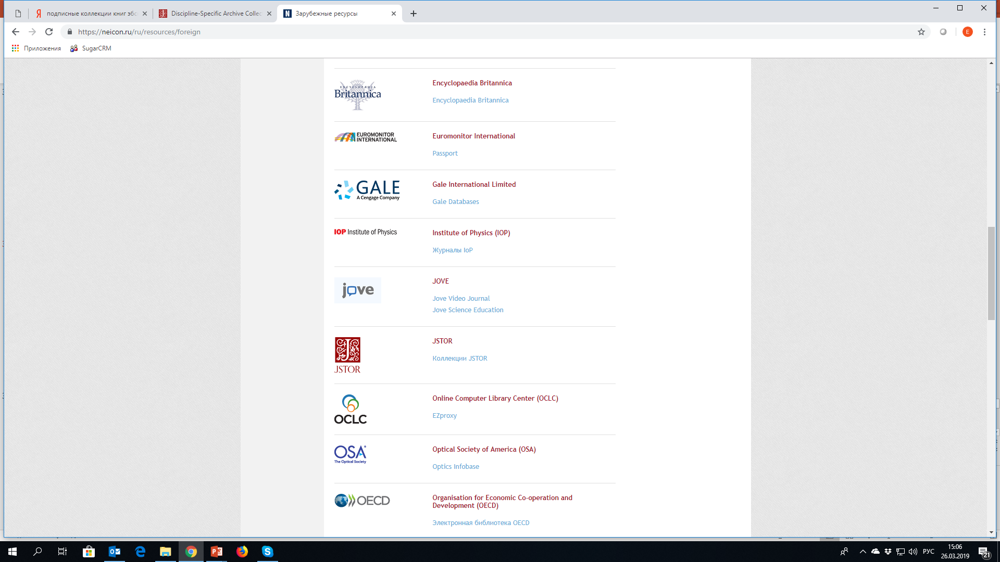 подписные коллекции книг эбс
Discipline-Specific Archive Collec
Зарубежные ресурсы
https://neicon.ru/ru/resources/foreign
E
Приложения
SugarCRM
ENCYCLOPÆDIA
Britannica
Encyclopaedia Britannica
Encyclopaedia Britannica
EUROMONITOR
INTERNATIONAL
Euromonitor International
Passport
GALE
A Cengage Company
Gale International Limited
Gale Databases
IOP Institute of Physics
Institute of Physics (IOP)
Журналы IoP
jove
JOVE
Jove Video Journal
Jove Science Education
JSTOR
JSTOR
Коллекции JSTOR
OCLC
Online Computer Library Center (OCLC)
EZproxy
OSA
The Optical Society
Optical Society of America (OSA)
Optics Infobase
OECD
Organisation for Economic Co-operation and
Development (OECD)
Электронная библиотека OECD
РУС
15:06
26.03.2019
21